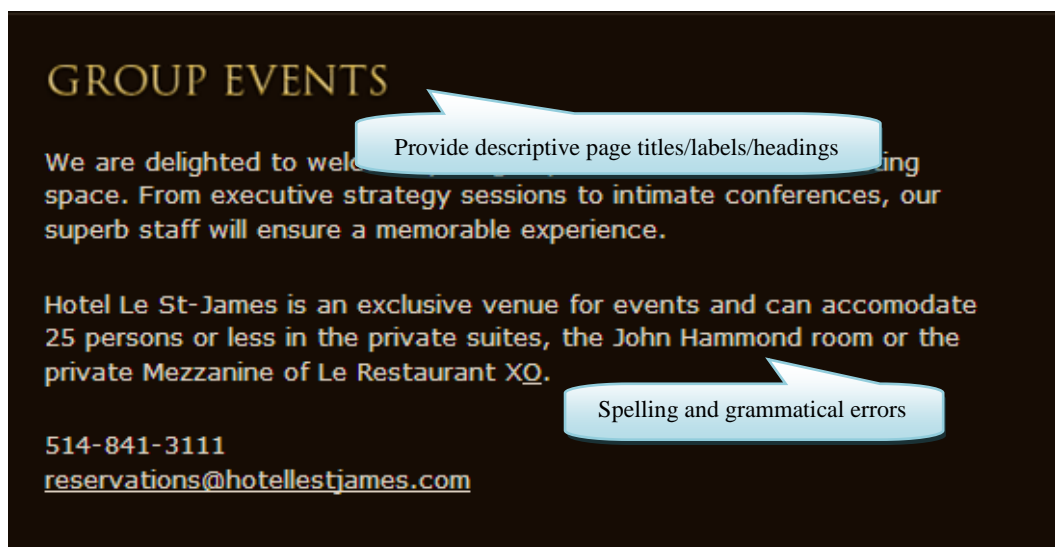 GROUP EVENTS
Provide descriptive page titles/labels/headings
We are delighted to
space. From executive strategy sessions to intimate conferences, our
superb staff will ensure a memorable experience.
Hotel Le St-James is an exclusive venue for events and can accomodate
25 persons or less in the private suites, the John Hammond room or the
private Mezzanine of Le Restaurant XO.
Spelling and grammatical errors
514-841-3111
reservations@hotellestjames.com